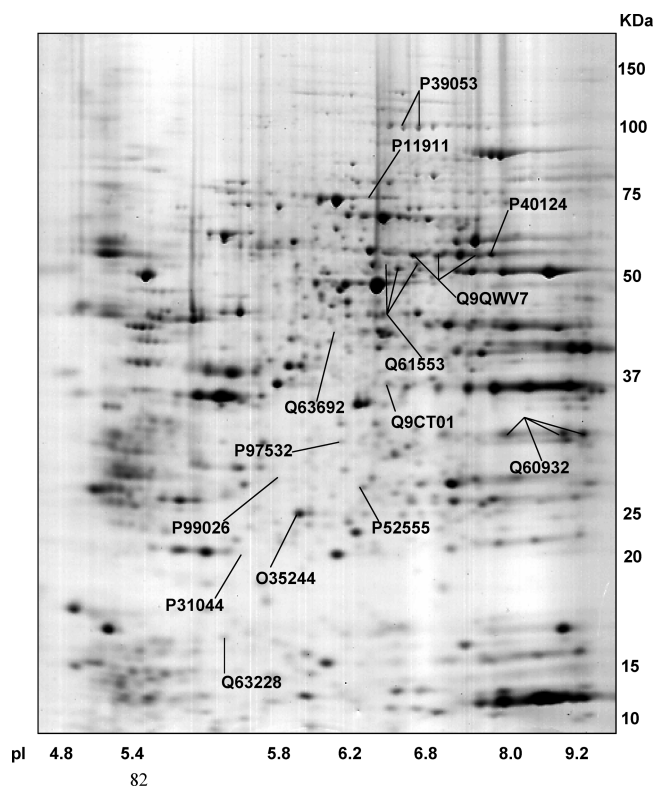 KDa
150
P39053
100
P11911
75
P40124
50
Q9QWV7
Q61553
37
Q63692
Q9CT01
P97532
Q60932
25
P99026
P52555
20
O35244
P31044
15
Q63228
10
pI 4.8 5.4 5.8 6.2 6.8 8.0 9.2
82